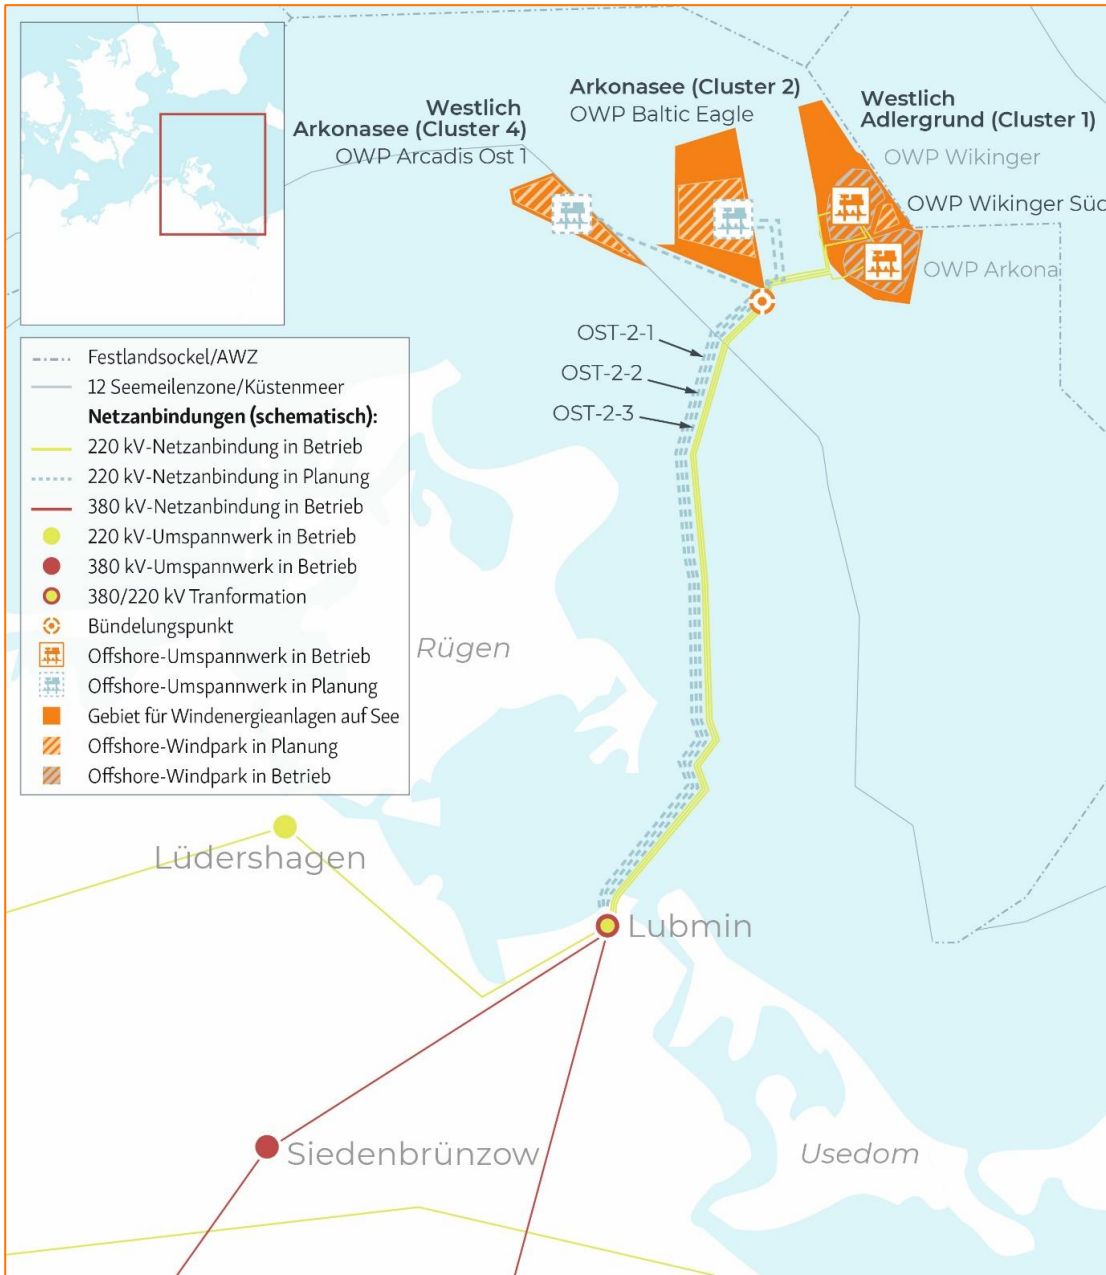 Westlich
Arkonasee (Cluster 4)
OWP Arcadis Ost 1
Arkonasee (Cluster 2)
OWP Baltic Eagle
Westlich
Adlergrund (Cluster 1)
OWP Wikinger
OWP Wikinger Süd
OWP Arkona
OST-2-1
OST-2-2
OST-2-3
Festlandsockel/AWZ
12 Seemeilenzone/Küstenmeer
Netzanbindungen (schematisch):
220 kV-Netzanbindung in Betrieb
220 kV-Netzanbindung in Planung
380 kV-Netzanbindung in Betrieb
220 kV-Umspannwerk in Betrieb
380 kV-Umspannwerk in Betrieb
380/220 kV Tranformation
Bündelungspunkt
Offshore-Umspannwerk in Betrieb
Offshore-Umspannwerk in Planung
Gebiet für Windenergieanlagen auf See
Offshore-Windpark in Planung
Offshore-Windpark in Betrieb
Rügen
Lüdershagen
Lubmin
Siedenbrünzow
Usedom